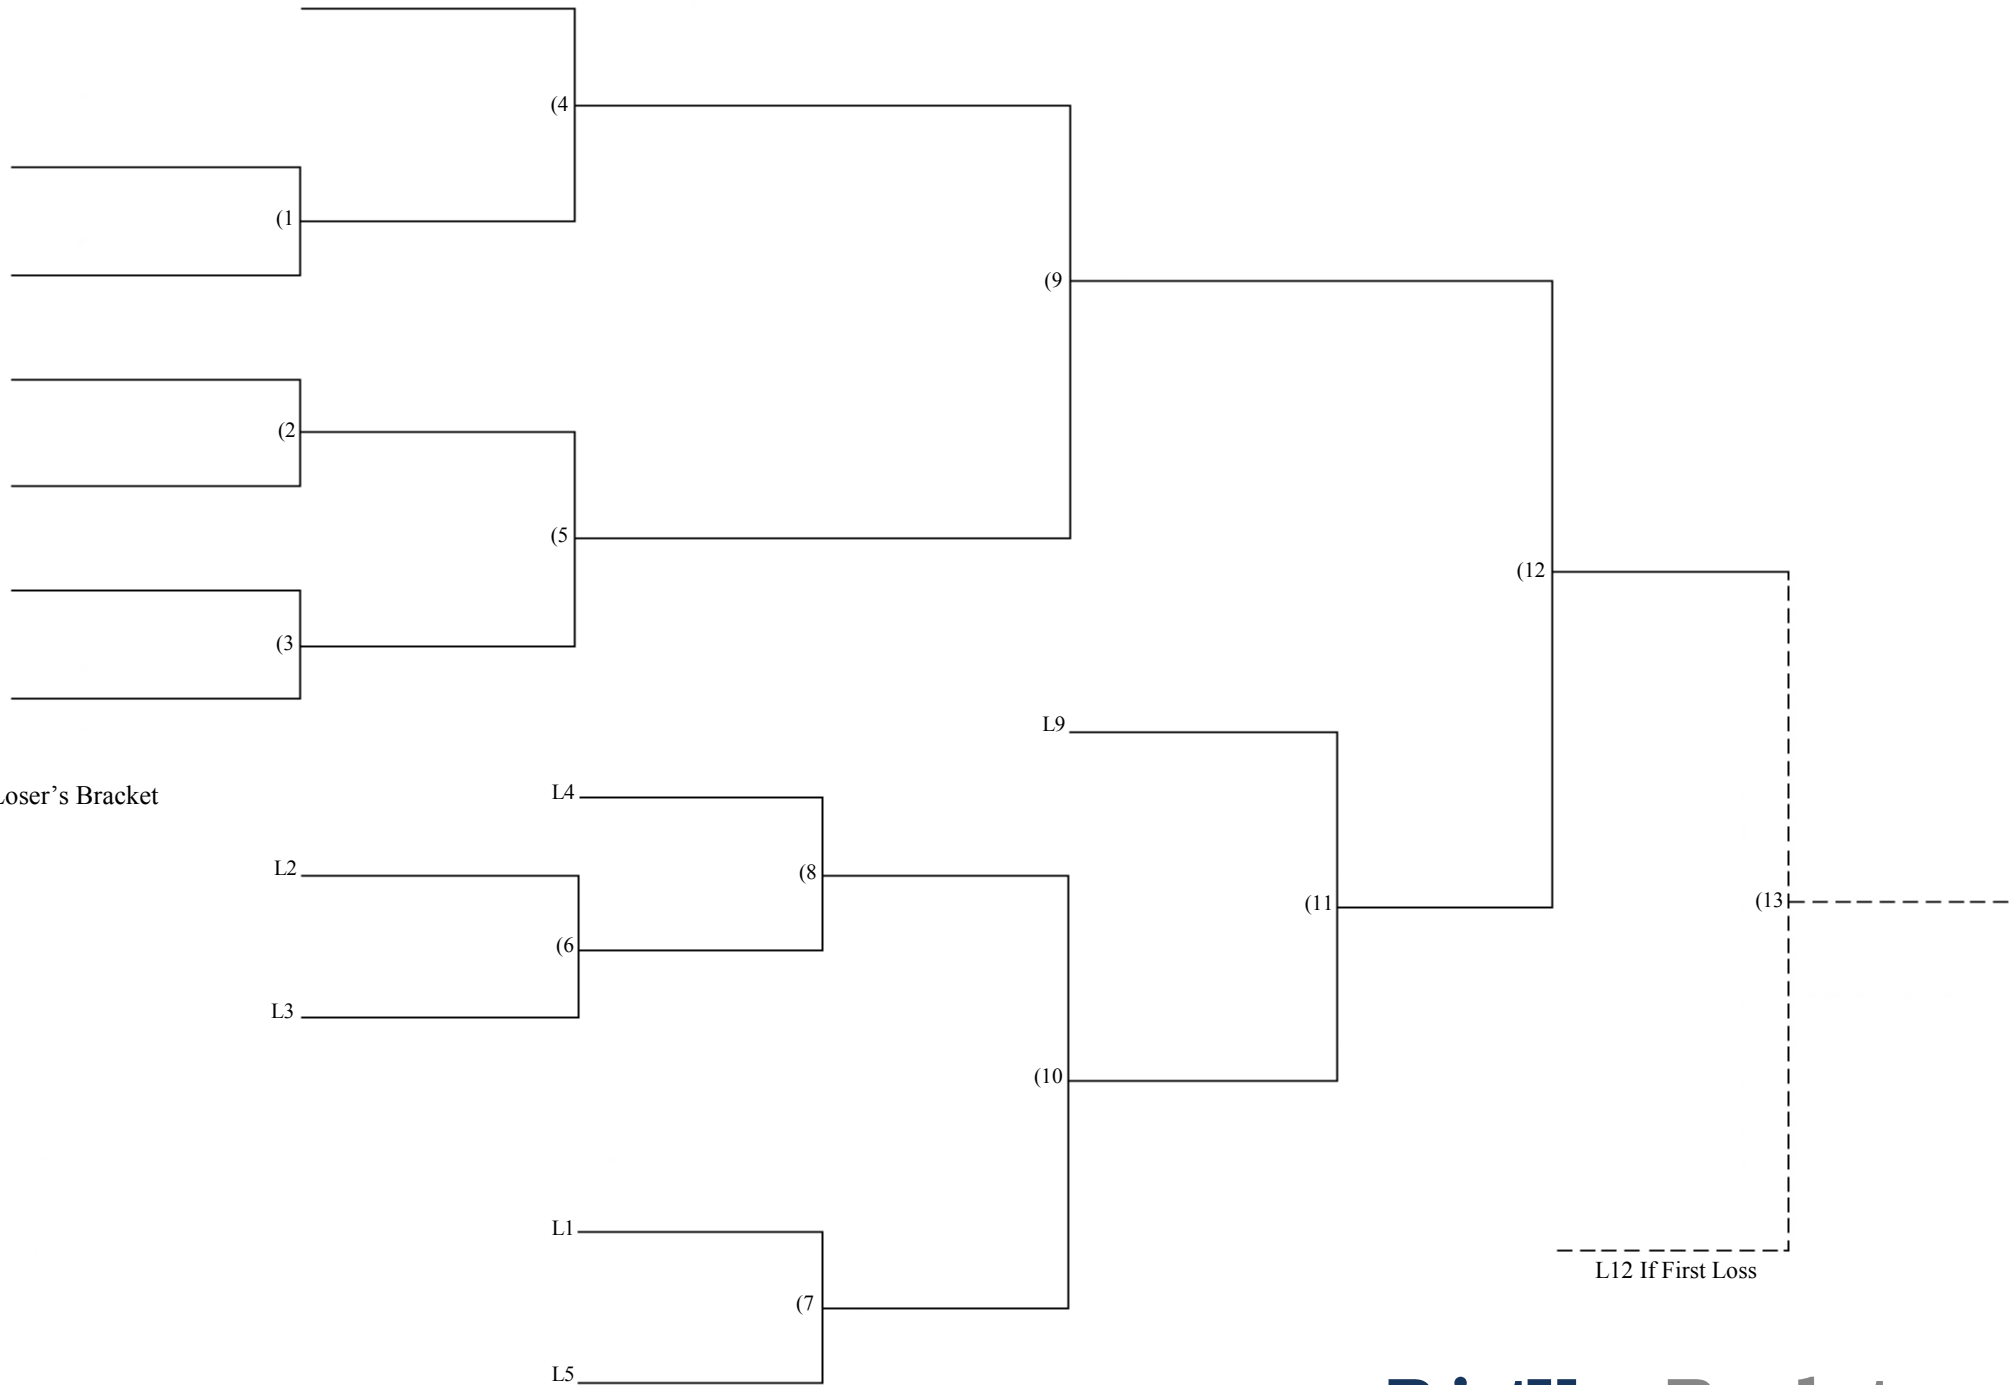 (4
(1
(9
(2
(5
(12
(3
L9
L4
Loser’s Bracket
L2
(8
(13
(11
(6
L3
(10
L1
L12 If First Loss
(7
L5